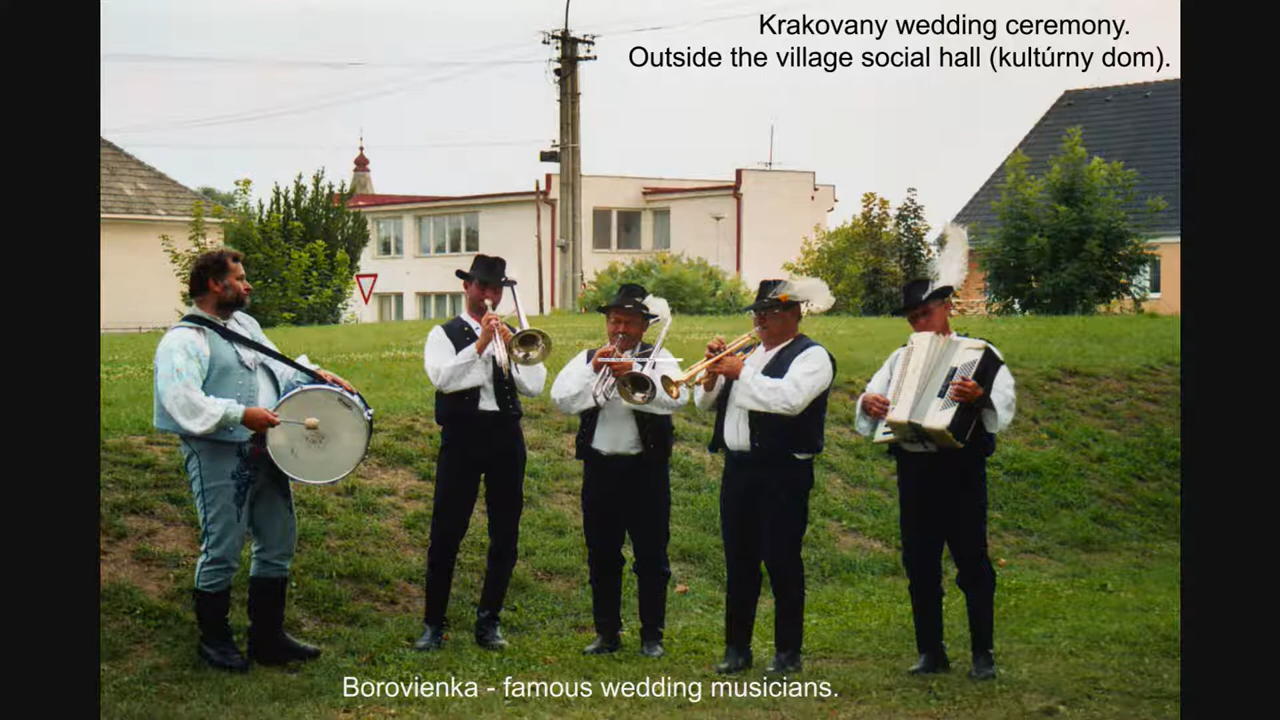 Krakovany wedding ceremony.
Outside the village social hall (kultúrny dom).
Borovienka - famous wedding musicians.